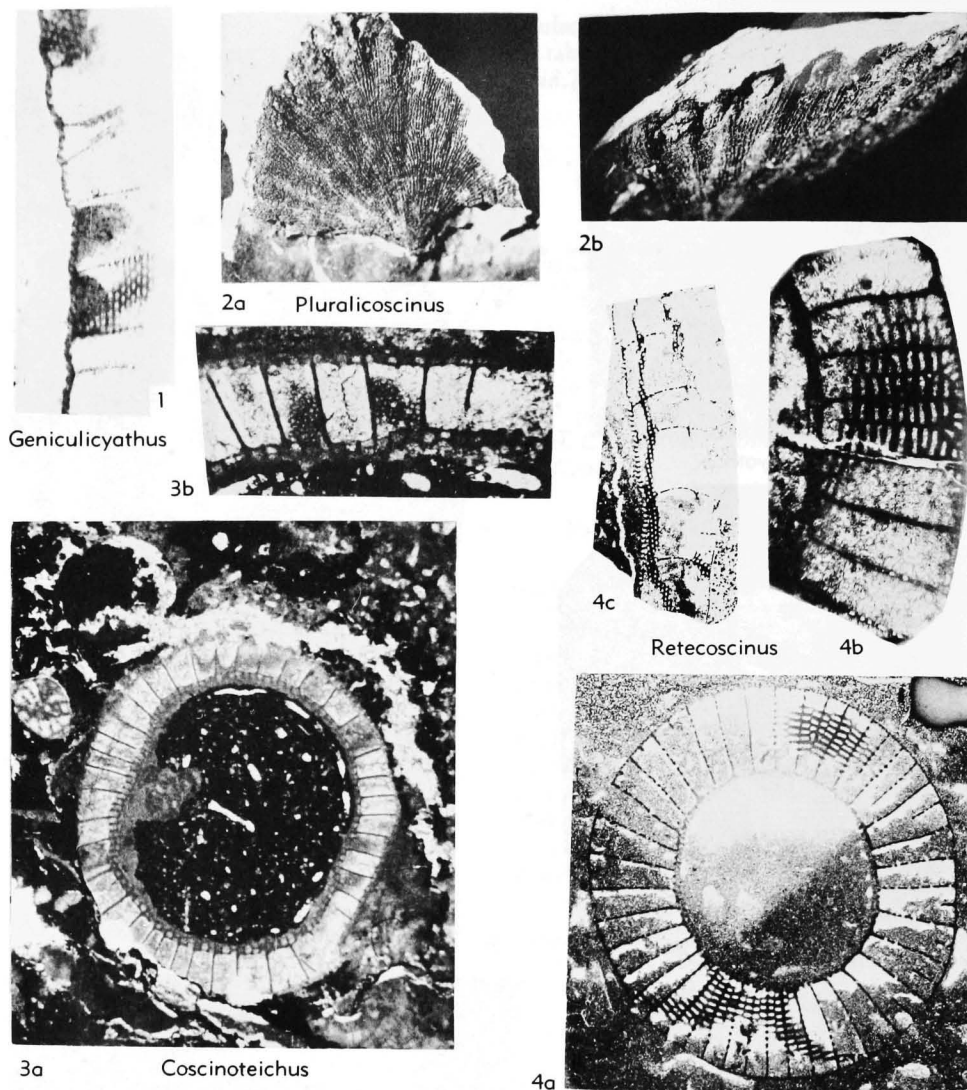 1
Geniculicyathus
2a
Pluralicoscinus
2b
3b
4c
Retecoscinus
4b
3a
Coscinoteichus
4a